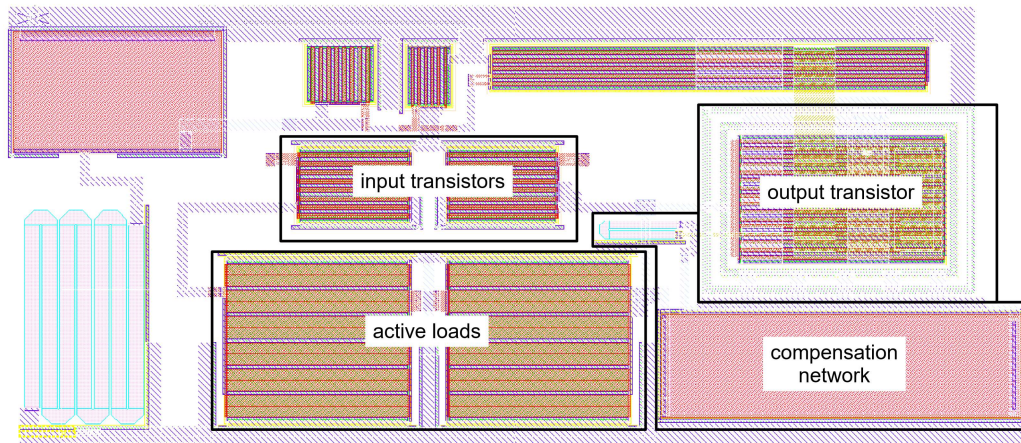 input transistors
output transistor
active loads
compensation
network